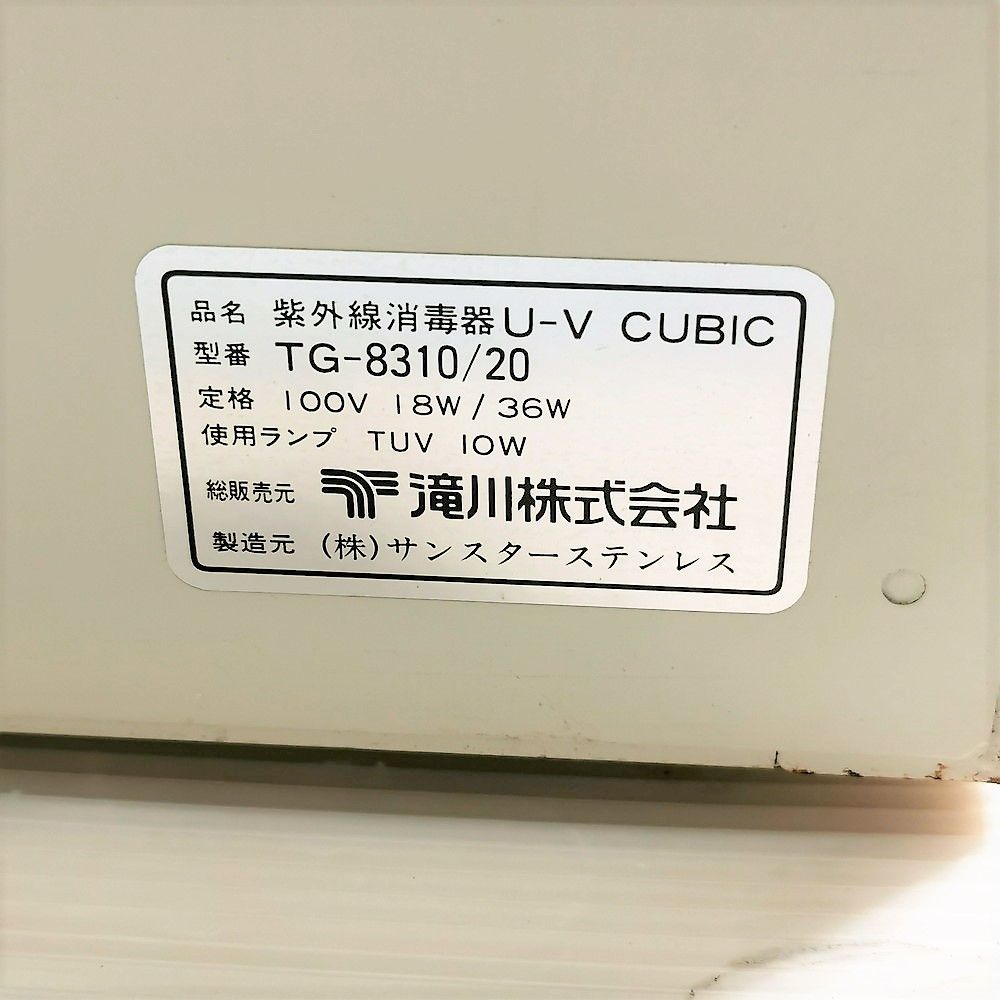 品名 紫外線消毒器 U-V CUBIC
型番 TG-8310/20
定格 100V 18W / 36W
使用ランプ TUV 10W
総販売元 滝川株式会社
製造元 (株)サンスターステンレス